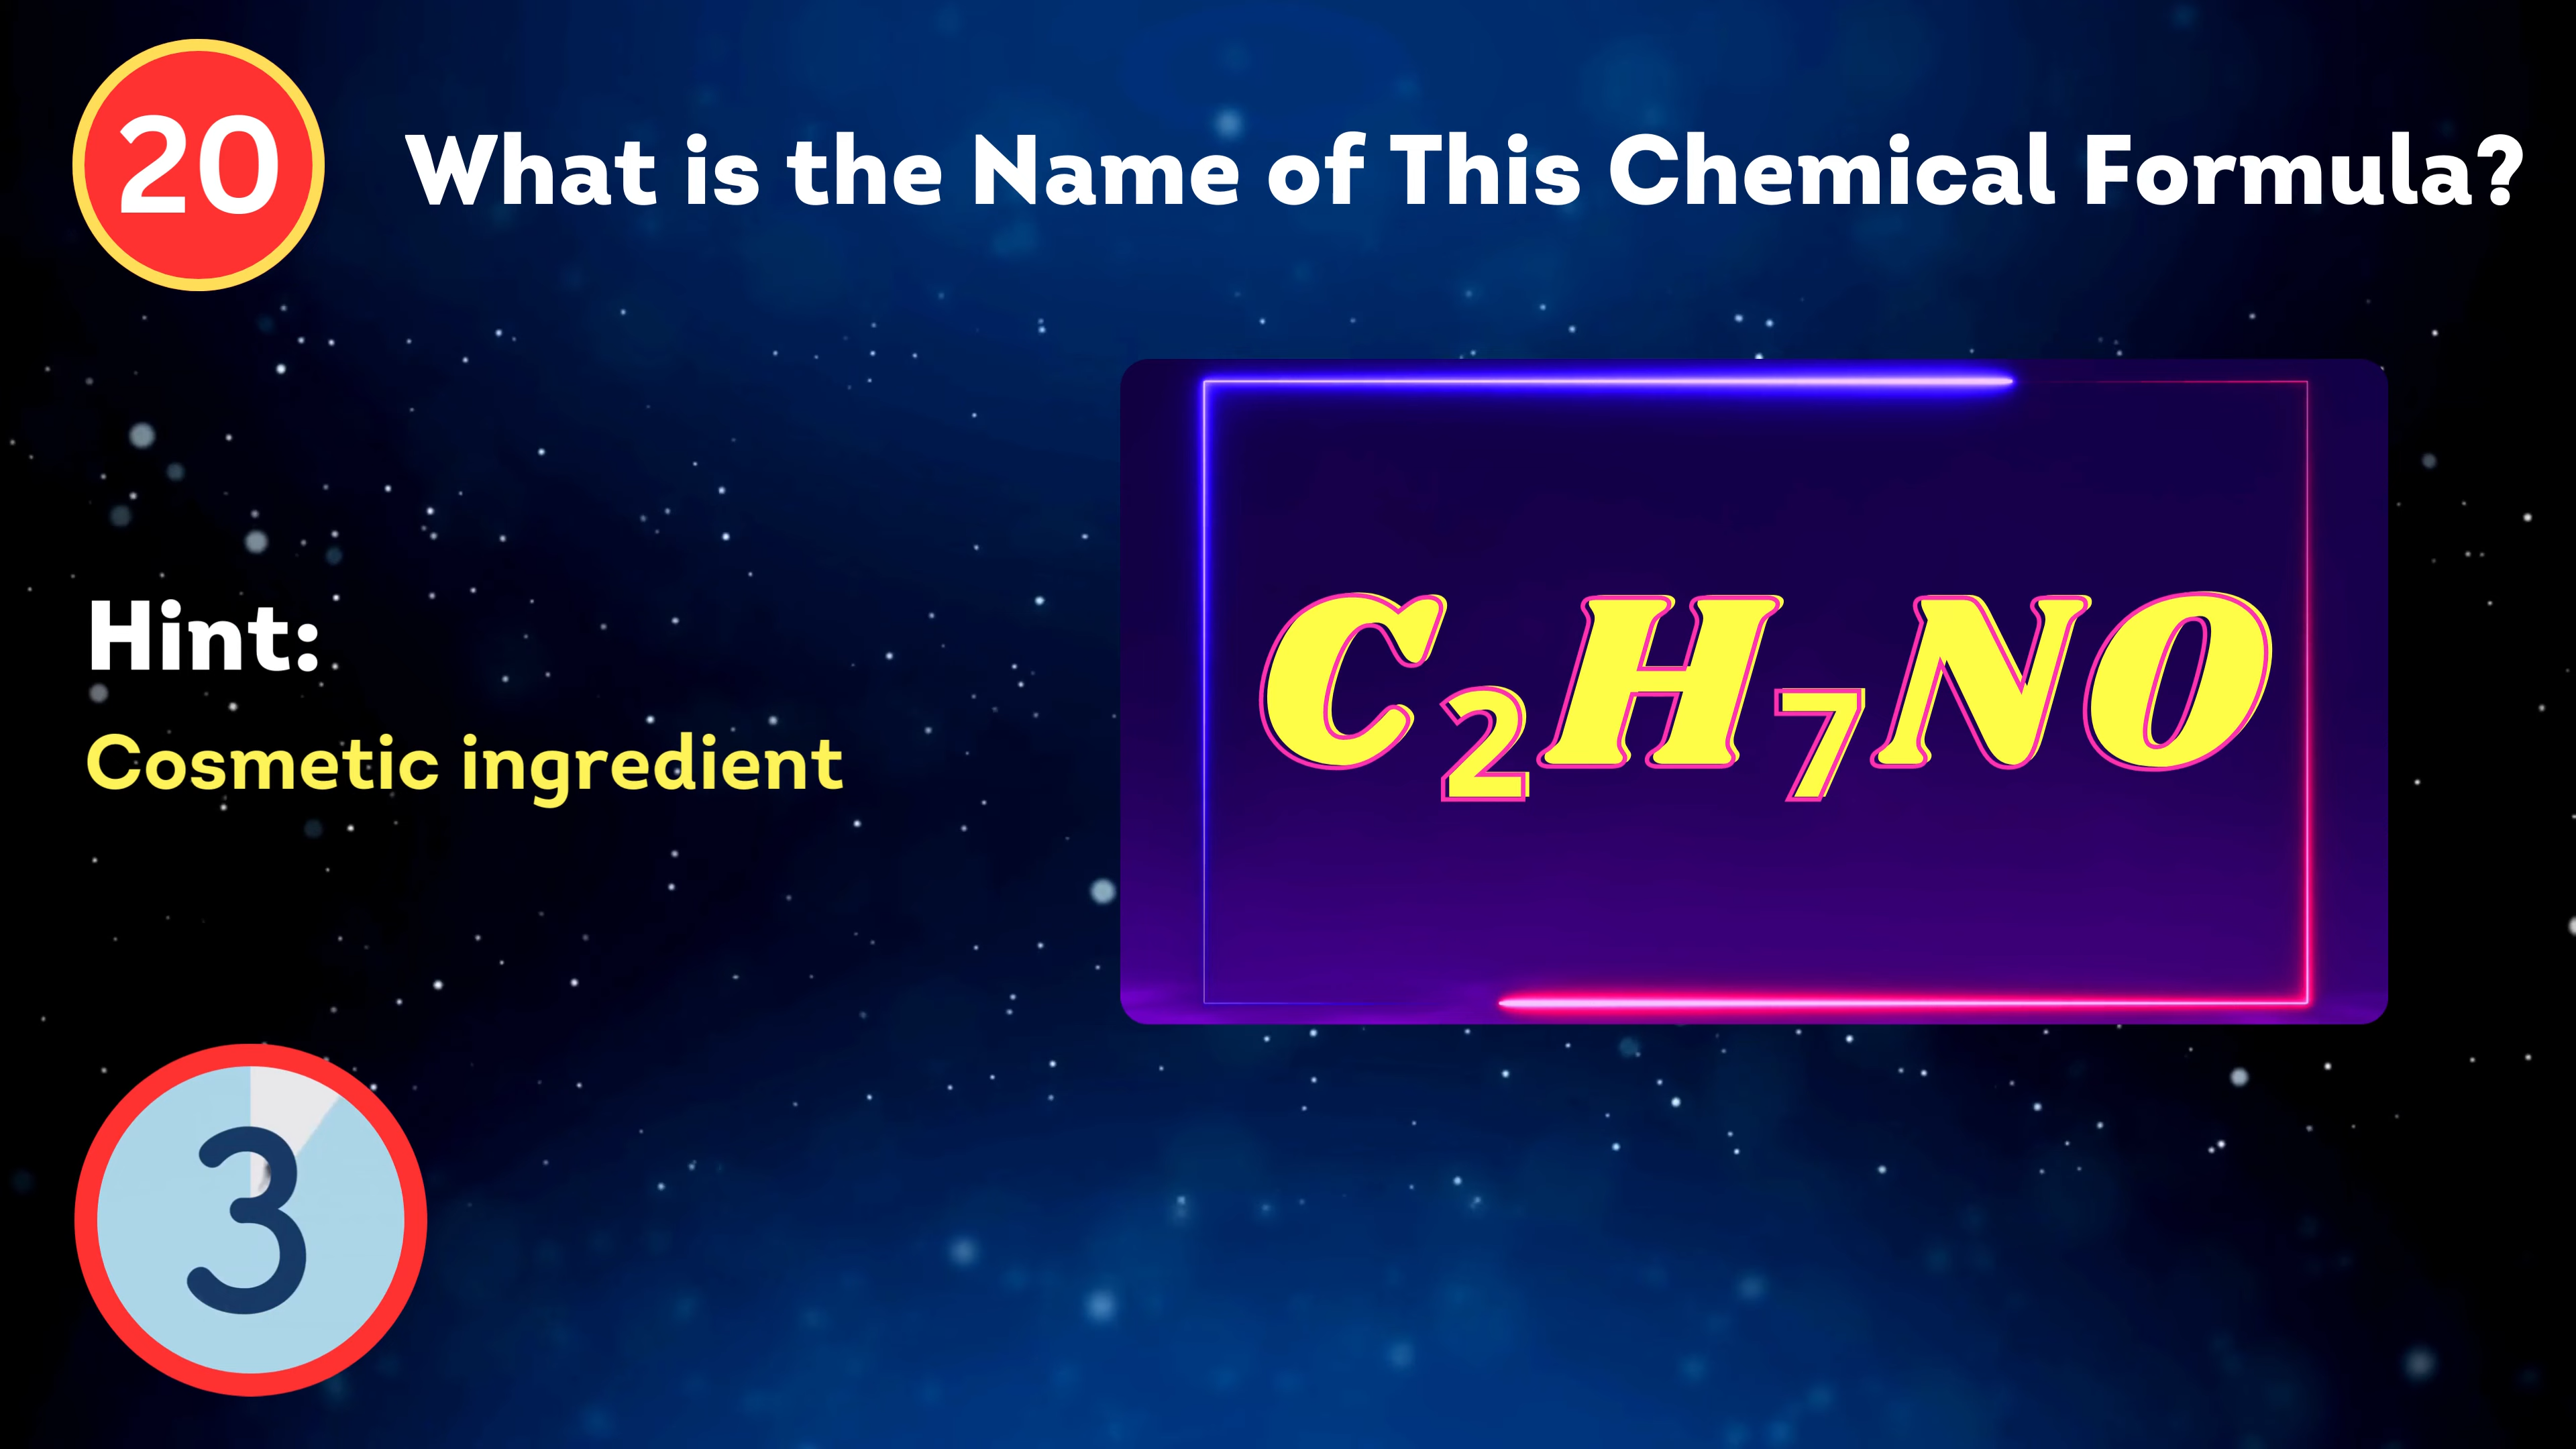 20
What is the Name of This Chemical Formula?
Hint:
Cosmetic ingredient
C₂H₇NO
3